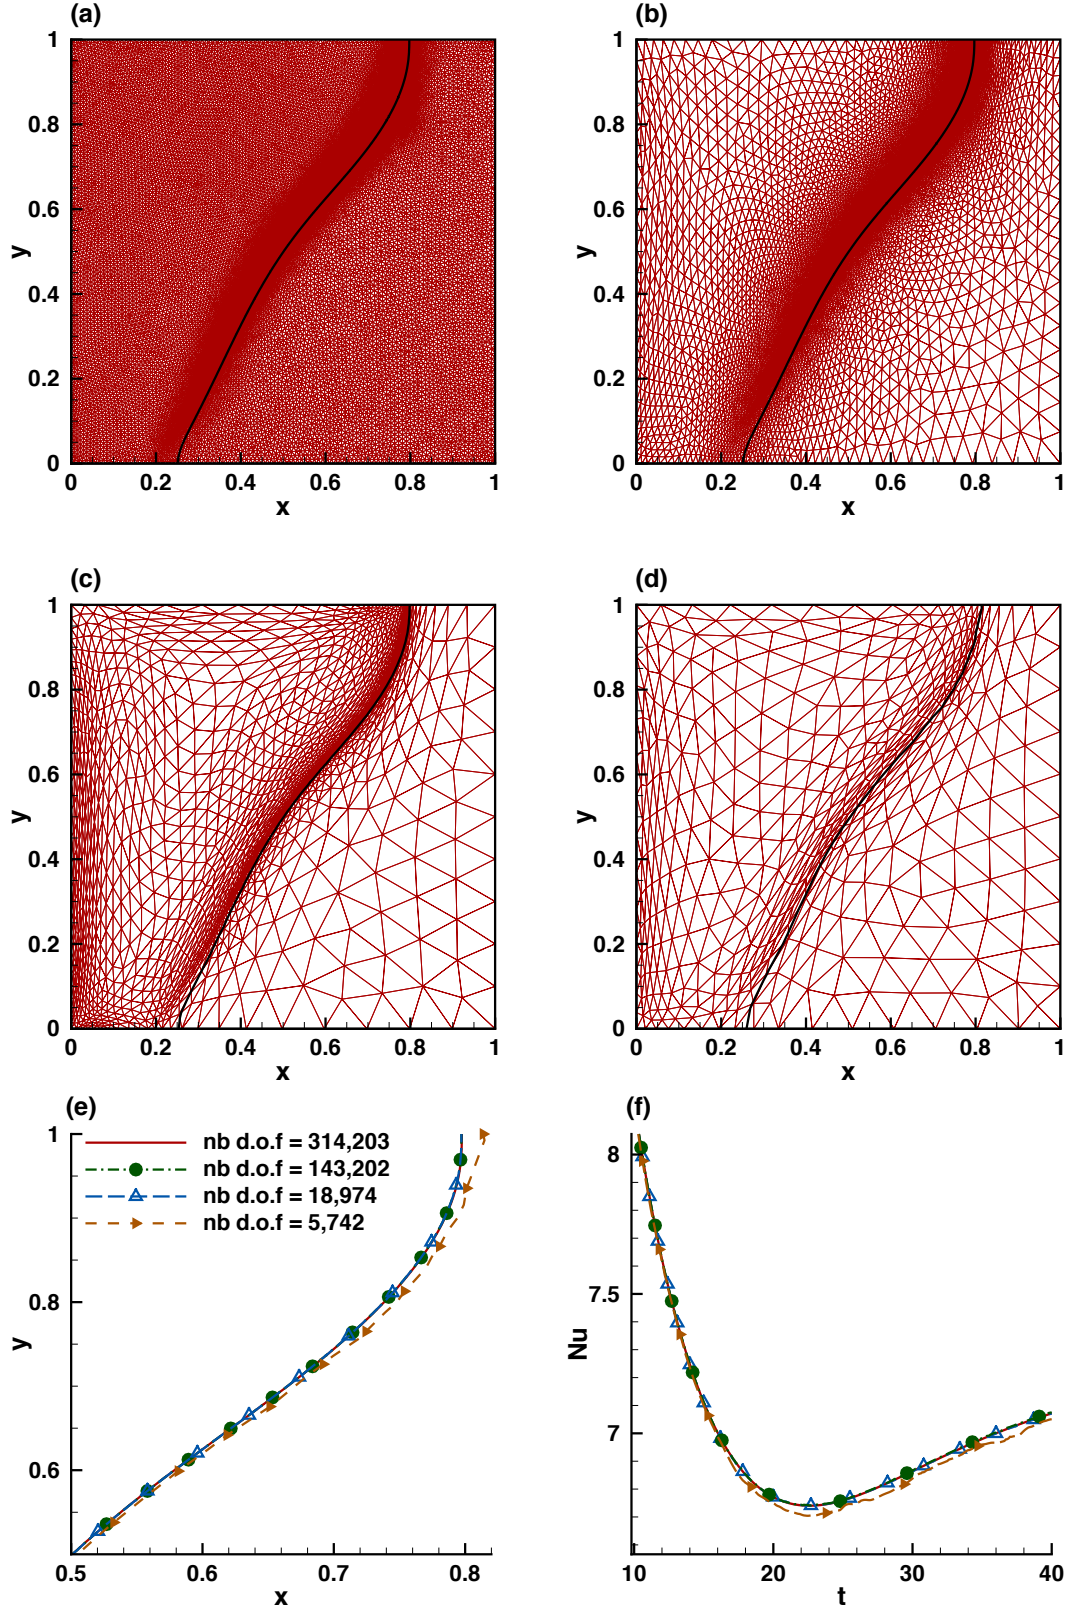 (a)
(b)
1
0.8
0.6
y
0.4
0.2
0
0 0.2 0.4 0.6 0.8 1
x
1
0.8
0.6
y
0.4
0.2
0
0 0.2 0.4 0.6 0.8 1
x
(c)
(d)
1
0.8
0.6
y
0.4
0.2
0
0 0.2 0.4 0.6 0.8 1
x
1
0.8
0.6
y
0.4
0.2
0
0 0.2 0.4 0.6 0.8 1
x
(e)
nb d.o.f = 314,203
nb d.o.f = 143,202
nb d.o.f = 18,974
nb d.o.f = 5,742
1
0.8
y
0.6
0.5 0.6 0.7 0.8
x
(f)
8
7.5
Nu
7
10 20 30 40
t